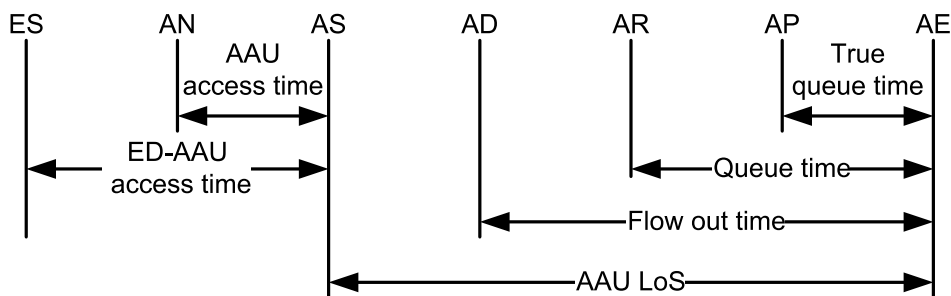 ES AN AS AD AR AP AE
AAU
access time
True
queue time
ED-AAU
access time
Queue time
Flow out time
AAU LoS